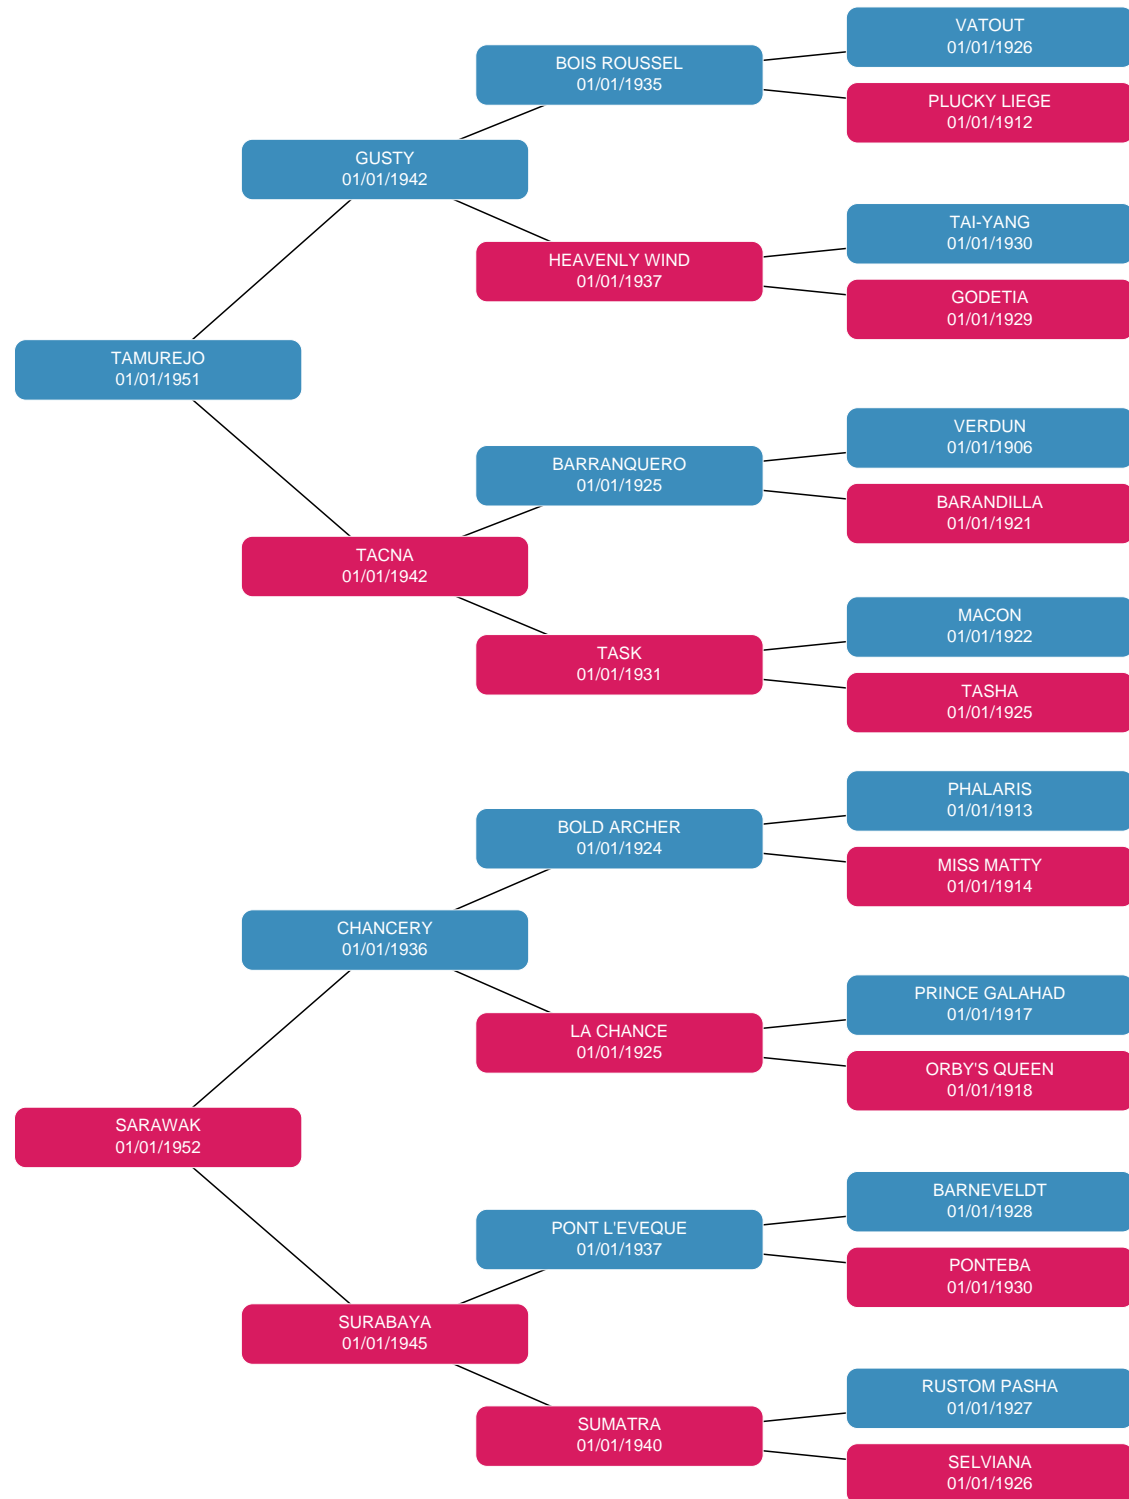 VATOUT
01/01/1926
BOIS ROUSSEL
01/01/1935
PLUCKY LIEGE
01/01/1912
GUSTY
01/01/1942
TAI-YANG
01/01/1930
HEAVENLY WIND
01/01/1937
GODETIA
01/01/1929
TAMUREJO
01/01/1951
VERDUN
01/01/1906
BARRANQUERO
01/01/1925
BARANDILLA
01/01/1921
TACNA
01/01/1942
MACON
01/01/1922
TASK
01/01/1931
TASHA
01/01/1925
PHALARIS
01/01/1913
BOLD ARCHER
01/01/1924
MISS MATTY
01/01/1914
CHANCERY
01/01/1936
PRINCE GALAHAD
01/01/1917
LA CHANCE
01/01/1925
ORBY'S QUEEN
01/01/1918
SARAWAK
01/01/1952
BARNEVELDT
01/01/1928
PONT L'EVEQUE
01/01/1937
PONTEBA
01/01/1930
SURABAYA
01/01/1945
RUSTOM PASHA
01/01/1927
SUMATRA
01/01/1940
SELVIANA
01/01/1926